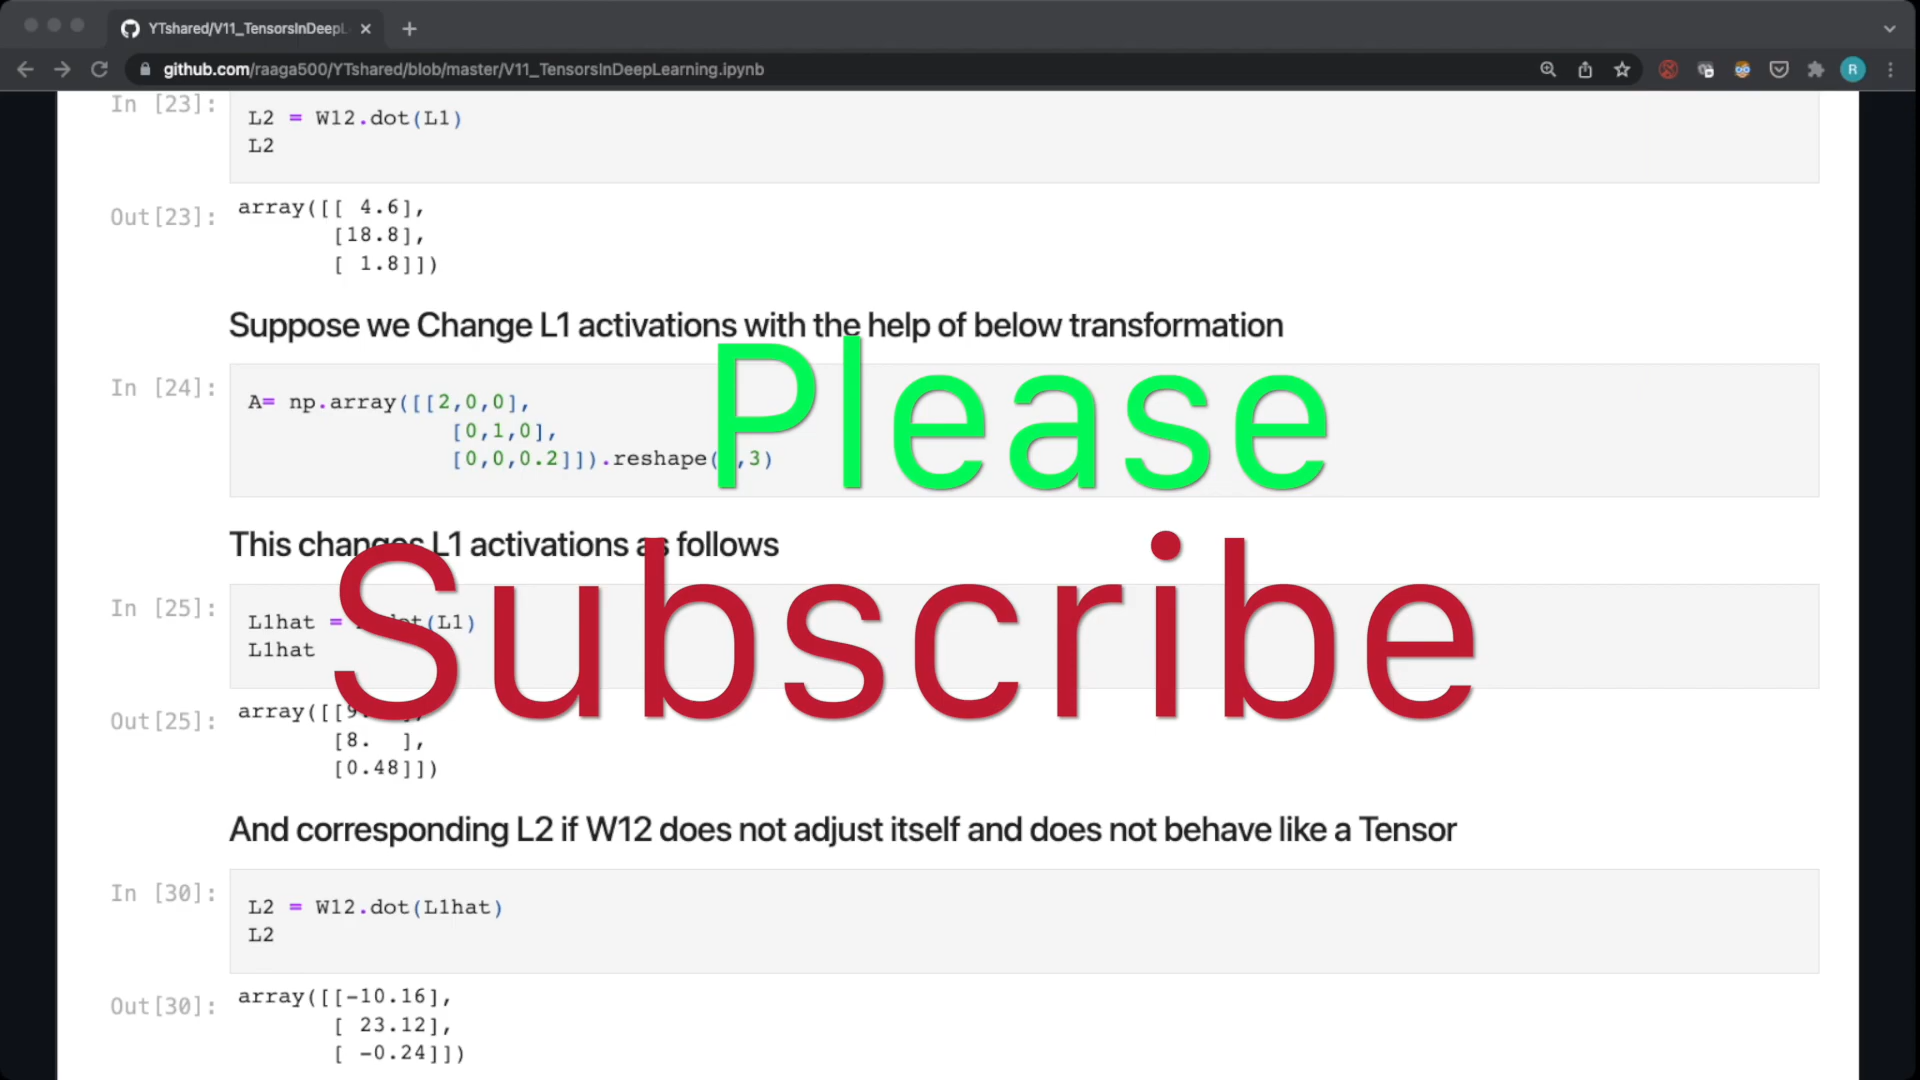 YTshared/V11_TensorsInDeepL
github.com/raaga500/YTshared/blob/master/V11_TensorsInDeepLearning.ipynb
R
In [23]:
L2 = W12.dot(L1)
L2
Out[23]:
array([[ 4.6],
[18.8],
[ 1.8]])
Suppose we Change L1 activations with the help of below transformation
In [24]:
A= np.array([[2,0,0],
[0,1,0],
[0,0,0.2]]).reshape( ,3)
Please
This changes L1 activations as follows
Subscribe
In [25]:
L1hat = dot(L1)
L1hat
Out[25]:
array([[9. ],
[8. ],
[0.48]])
And corresponding L2 if W12 does not adjust itself and does not behave like a Tensor
In [30]:
L2 = W12.dot(L1hat)
L2
Out[30]:
array([[-10.16],
[ 23.12],
[ -0.24]])